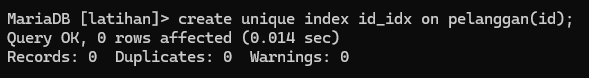 MariaDB [latihan]> create unique index id_idx on pelanggan(id);
Query OK, 0 rows affected (0.014 sec)
Records: 0  Duplicates: 0  Warnings: 0